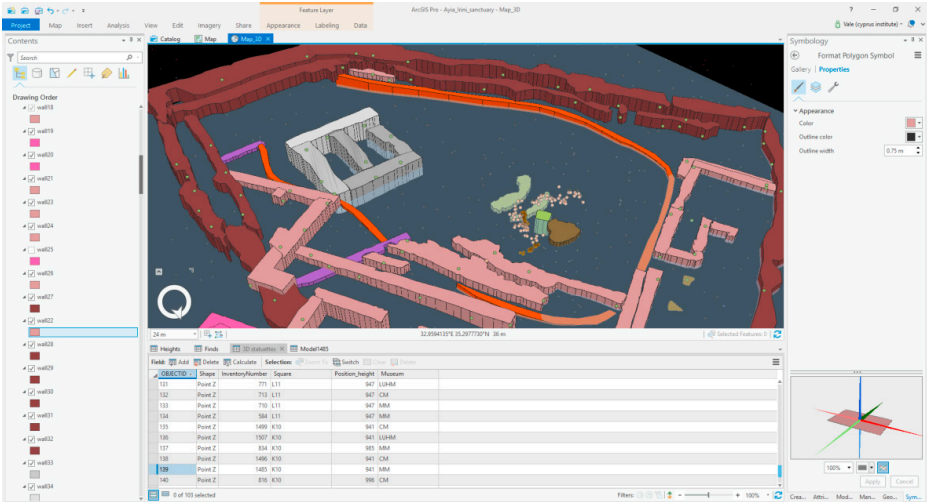 Feature Layer
ArcGIS Pro - Ayia_Irini_sanctuary - Map_3D
? – ×
Project Map Insert Analysis View Edit Imagery Share Appearance Labeling Data
Vale (cyprus institute)
Contents
Search
Drawing Order
wall18
wall19
wall20
wall21
wall23
wall24
wall25
wall26
wall27
wall22
wall28
wall29
wall30
wall31
wall32
wall33
wall34
Catalog Map Map_3D ×
24 m
32.9594135°E 35.2977730°N 36 m
Selected Features: 0
Heights Finds 3D statuettes × Model1485
Field: Add Delete Calculate Selection: Switch Clear Delete
OBJECTID Shape InventoryNumber Square Position_height Museum
131 Point Z 771 L11 947 LUHM
132 Point Z 713 L11 947 CM
133 Point Z 710 L11 947 MM
134 Point Z 584 L11 947 MM
135 Point Z 1499 K10 941 CM
136 Point Z 1507 K10 941 LUHM
137 Point Z 834 K10 985 MM
138 Point Z 1496 K10 941 CM
139 Point Z 1485 K10 941 MM
140 Point Z 816 K10 996 CM
0 of 103 selected
Filters:
100%
Symbology
Format Polygon Symbol
Gallery Properties
Appearance
Color
Outline color
Outline width 0.75 m
100%
Apply Cancel
Crea... Attri... Mod... Man... Geo... Sym...